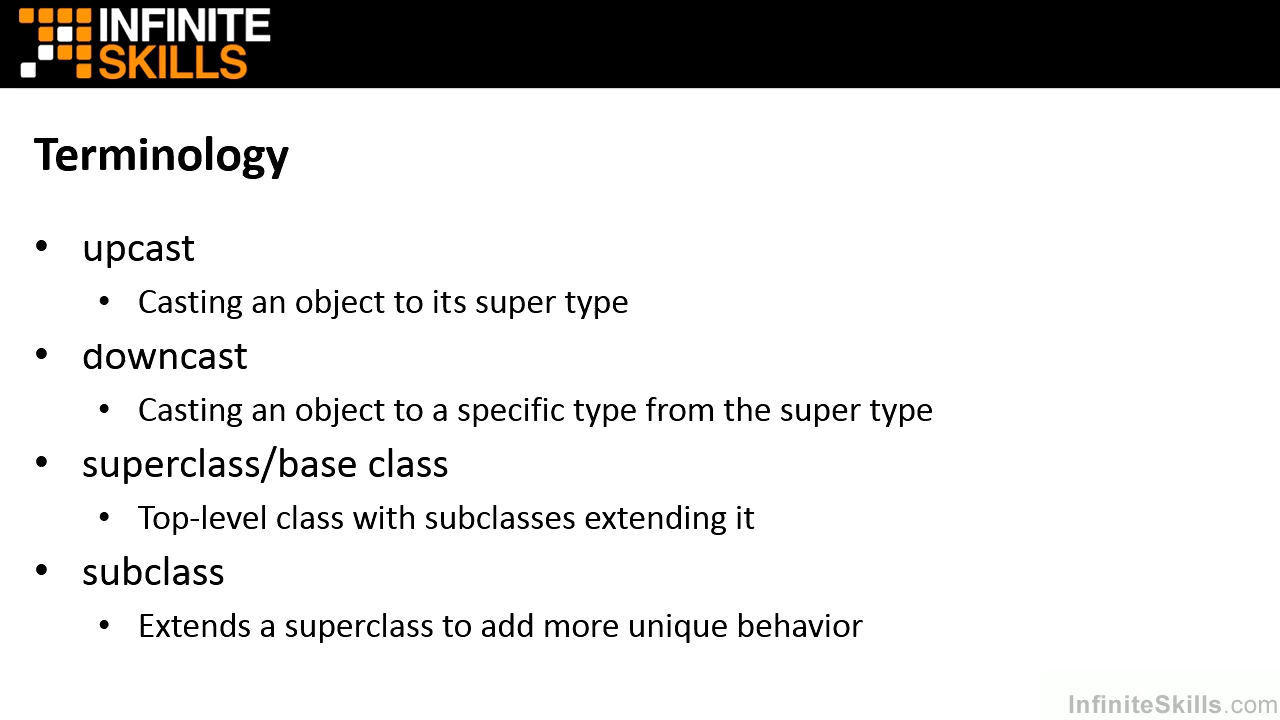 INFINITE
SKILLS
Terminology
• upcast
• Casting an object to its super type
• downcast
• Casting an object to a specific type from the super type
• superclass/base class
• Top-level class with subclasses extending it
• subclass
• Extends a superclass to add more unique behavior
InfiniteSkills.com